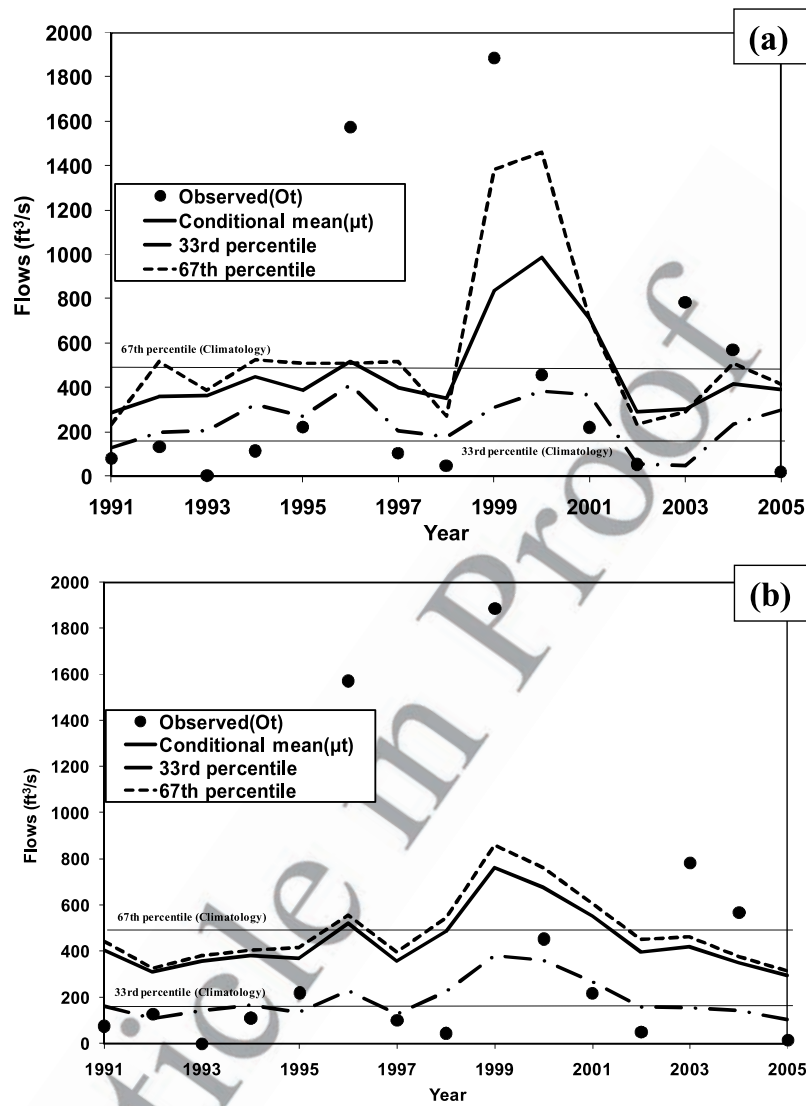 (a)
2000
1800
1600
1400
1200
1000
800
600
400
200
0
Flows (ft³/s)
Observed(Ot)
Conditional mean(μt)
33rd percentile
67th percentile
67th percentile (Climatology)
33rd percentile (Climatology)
1991 1993 1995 1997 1999 2001 2003 2005
Year
(b)
2000
1800
1600
1400
1200
1000
800
600
400
200
0
Flows (ft³/s)
Observed(Ot)
Conditional mean(μt)
33rd percentile
67th percentile
67th percentile (Climatology)
33rd percentile (Climatology)
1991 1993 1995 1997 1999 2001 2003 2005
Year
ticle in Proof